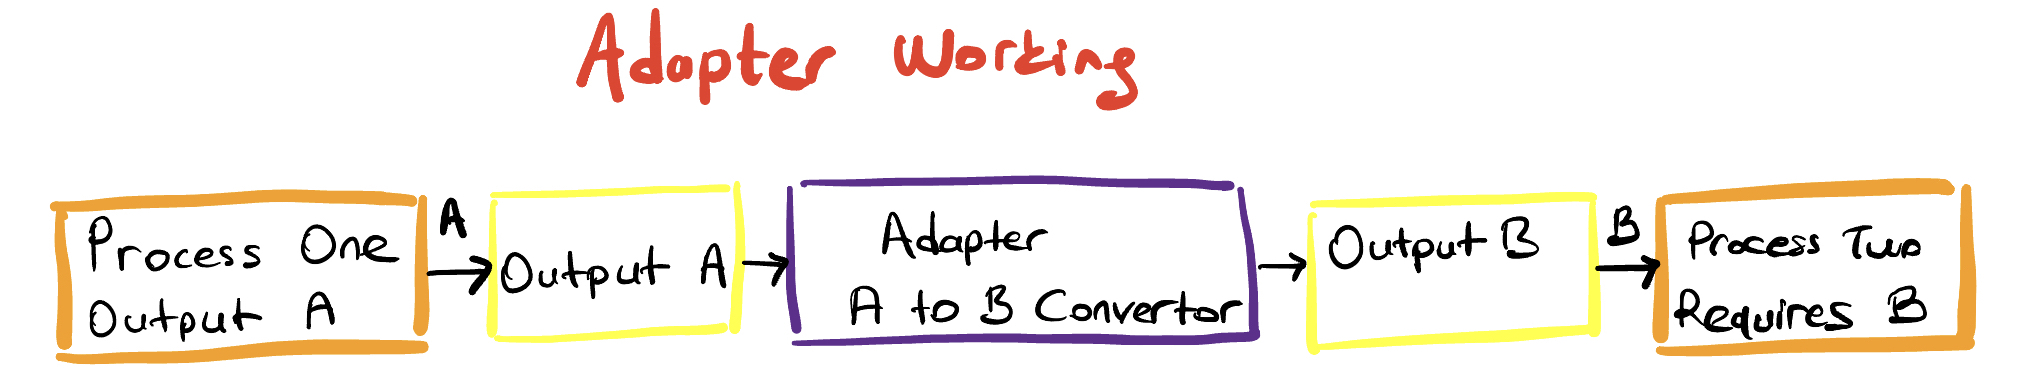 Adapter Working
Process One
Output A
A
Output A
Adapter
A to B Convertor
Output B
B
Process Two
Requires B